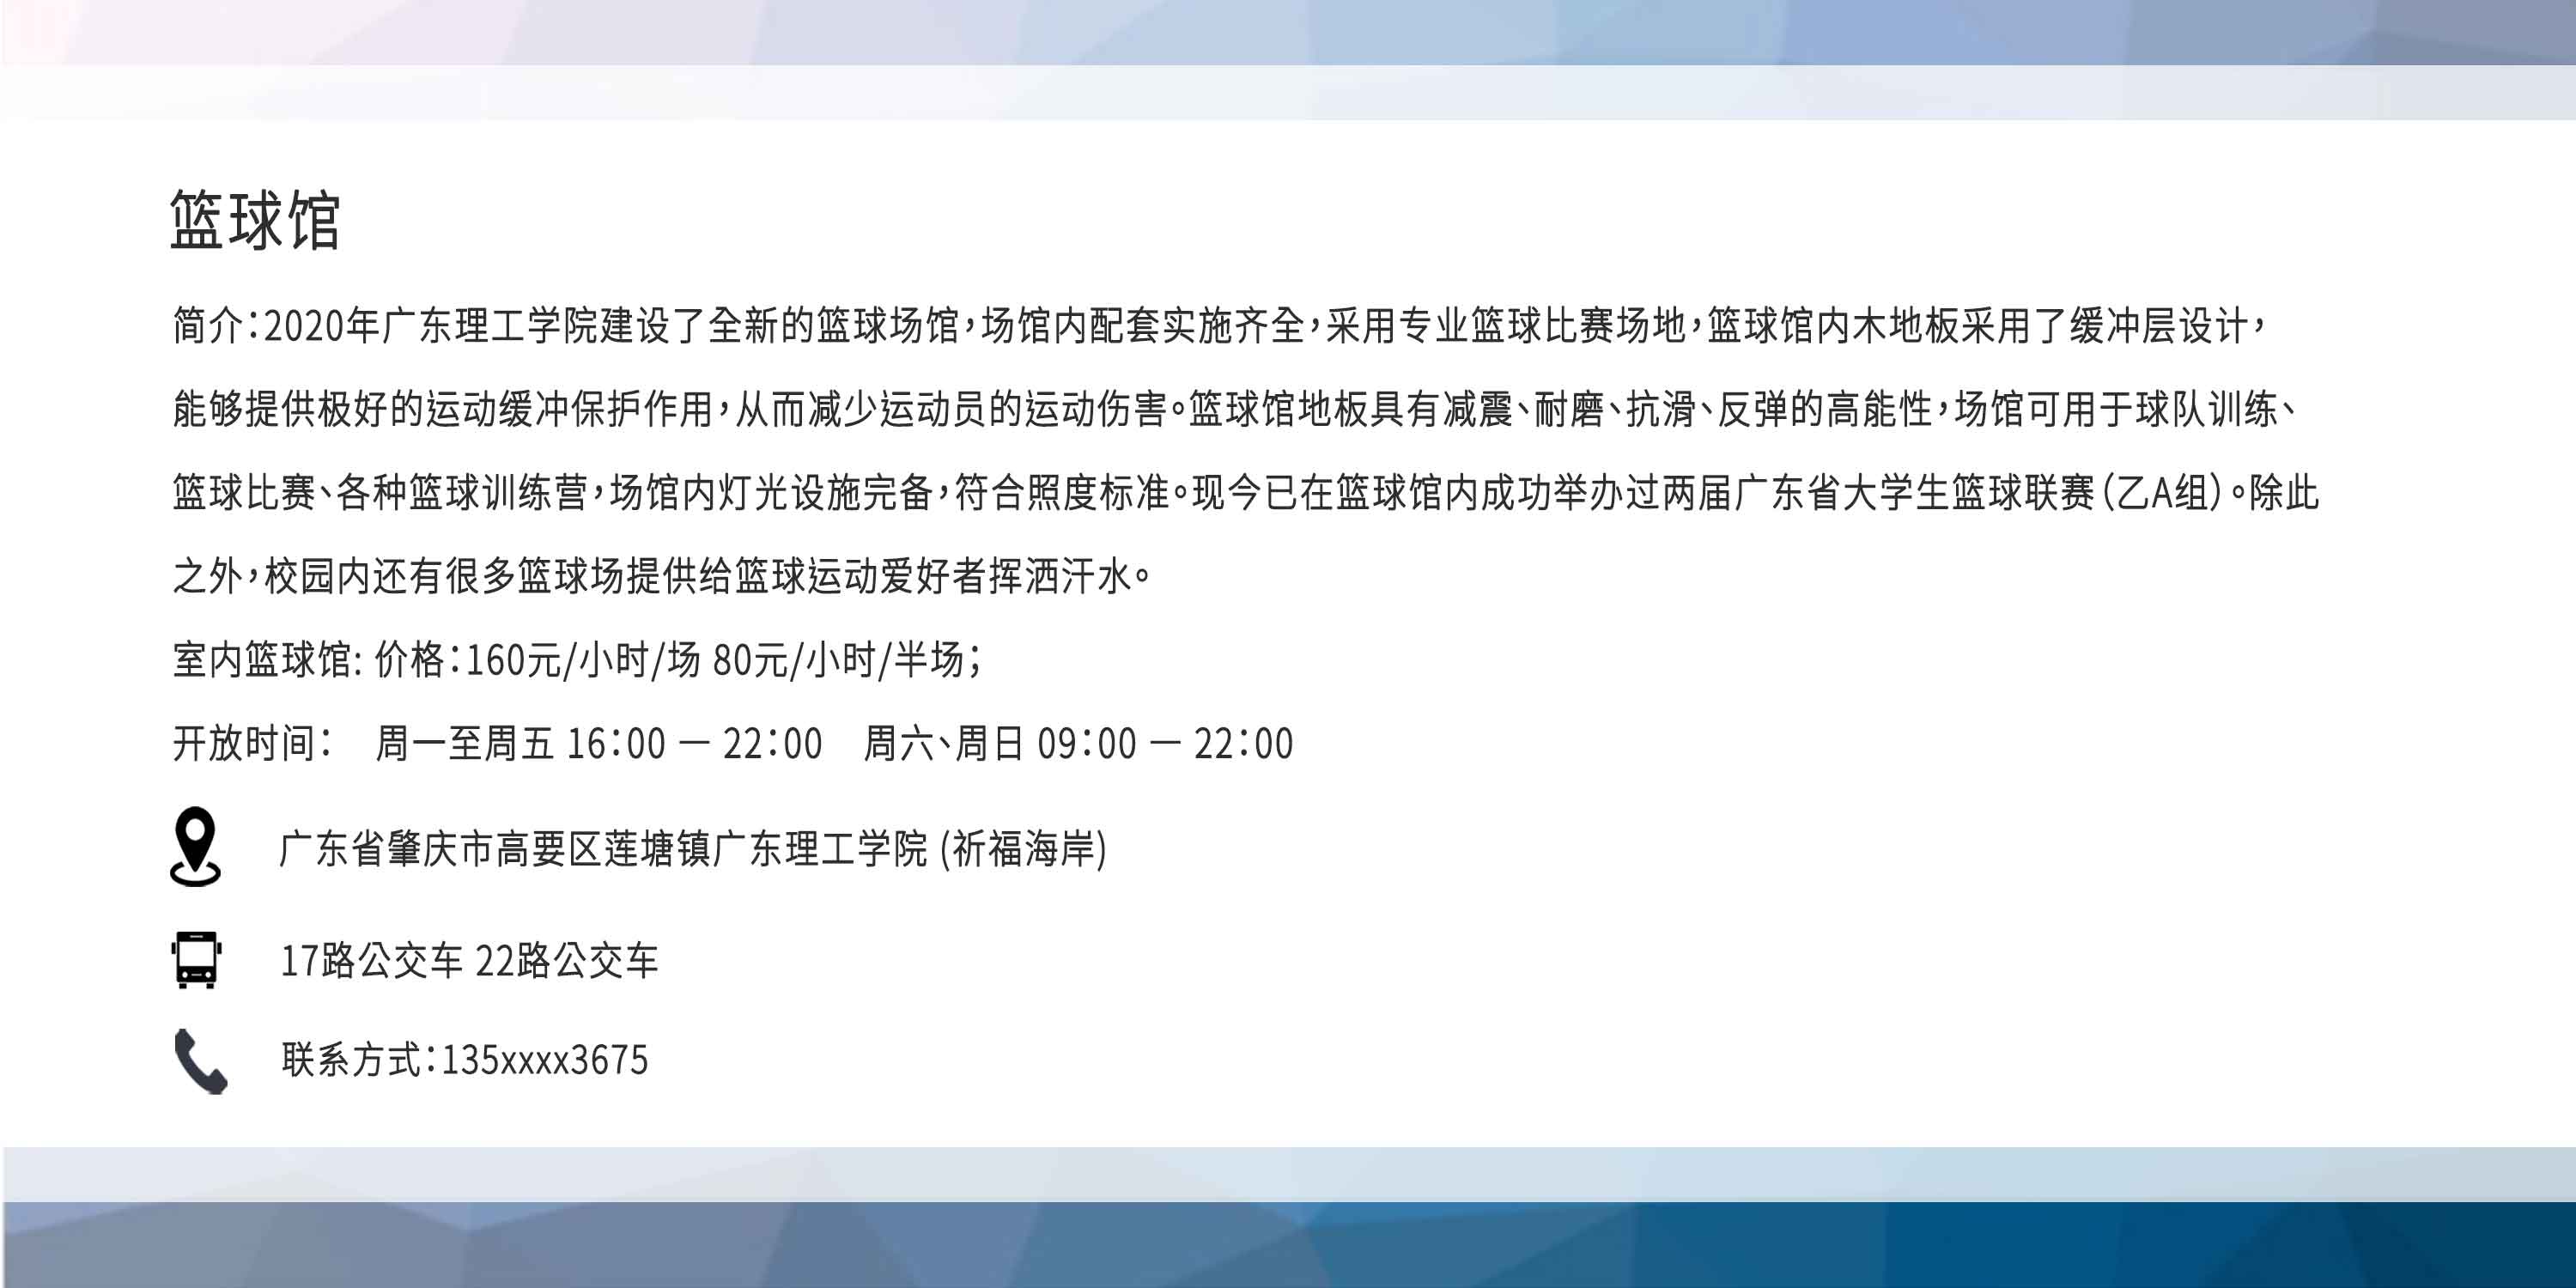 篮球馆
简介：2020年广东理工学院建设了全新的篮球场馆，场馆内配套实施齐全，采用专业篮球比赛场地，篮球馆内木地板采用了缓冲层设计，
能够提供极好的运动缓冲保护作用，从而减少运动员的运动伤害。篮球馆地板具有减震、耐磨、抗滑、反弹的高能性，场馆可用于球队训练、
篮球比赛、各种篮球训练营，场馆内灯光设施完备，符合照度标准。现今已在篮球馆内成功举办过两届广东省大学生篮球联赛（乙A组）。除此
之外，校园内还有很多篮球场提供给篮球运动爱好者挥洒汗水。
室内篮球馆: 价格：160元/小时/场 80元/小时/半场；
开放时间： 周一至周五 16：00 — 22：00 周六、周日 09：00 — 22：00
广东省肇庆市高要区莲塘镇广东理工学院 (祈福海岸)
17路公交车 22路公交车
联系方式：135xxxx3675